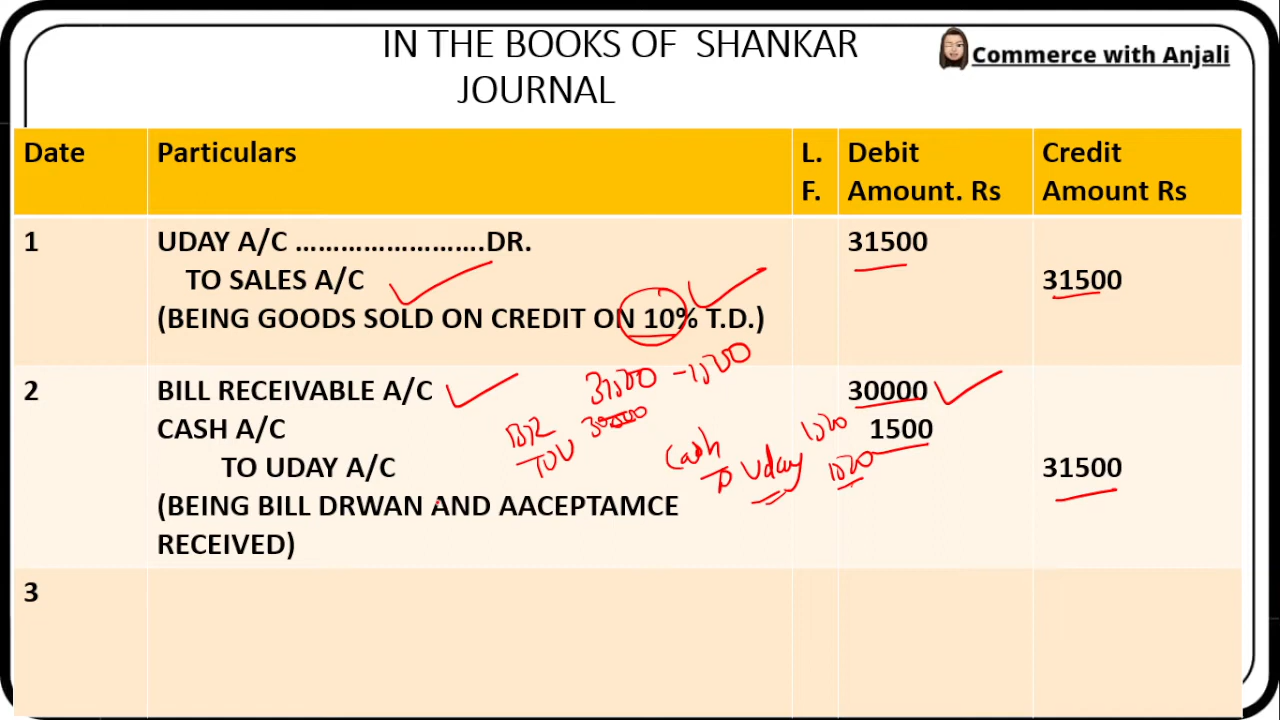 IN THE BOOKS OF SHANKAR
JOURNAL
Commerce with Anjali
Date Particulars L. F. Debit Amount. Rs Credit Amount Rs
1 UDAY A/C …………………….DR. 31500
TO SALES A/C 31500
(BEING GOODS SOLD ON CREDIT ON 10% T.D.)
31500 - 1500
2 BILL RECEIVABLE A/C 30000
B/R 30000
TO U
CASH A/C 1500
Cash 1500
To Uday 1500
TO UDAY A/C 31500
(BEING BILL DRWAN AND AACEPTAMCE
RECEIVED)
3